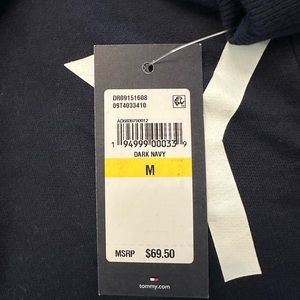 DR09151608
09T4033410
1 94999 00033 9
DARK NAVY
M
MSRP $69.50
tommy.com